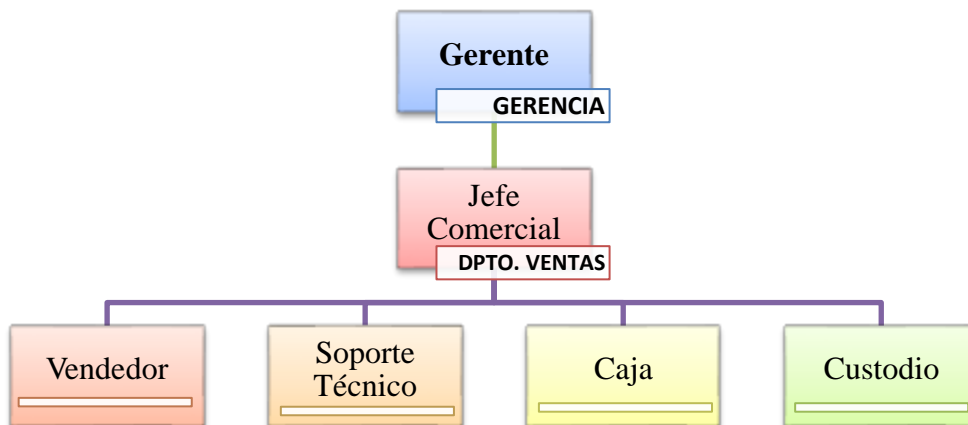 Gerente
GERENCIA
Jefe
Comercial
DPTO. VENTAS
Vendedor
Soporte
Técnico
Caja
Custodio